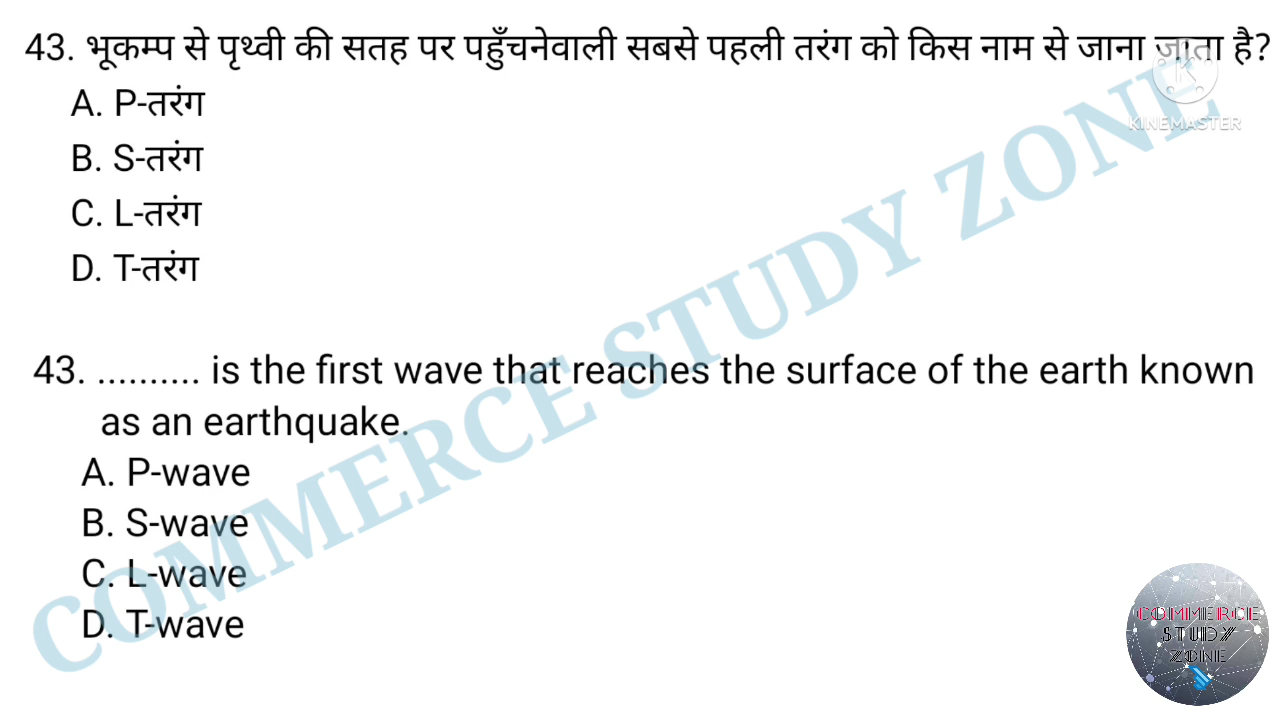 43. भूकम्प से पृथ्वी की सतह पर पहुँचनेवाली सबसे पहली तरंग को किस नाम से जाना जाता है?
KINEMASTER
A. P-तरंग
B. S-तरंग
C. L-तरंग
D. T-तरंग
COMMERCE STUDY ZONE
43. .......... is the first wave that reaches the surface of the earth known
as an earthquake.
A. P-wave
B. S-wave
C. L-wave
D. T-wave
COMMERCE
STUDY
ZONE